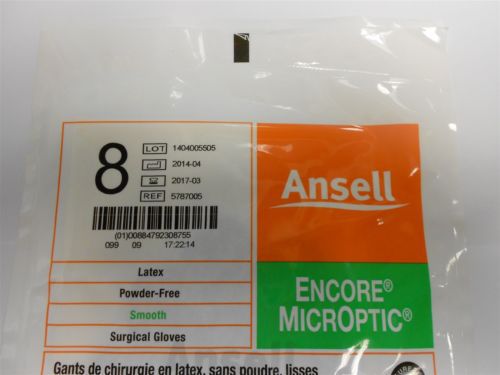 8
LOT 1404005505
2014-04
2017-03
REF 5787005
(01)00884792308755
099 09 17:22:14
Latex
Powder-Free
Smooth
Surgical Gloves
Ansell
ENCORE®
MICROPTIC®
Gants de chirurgie en latex, sans poudre, lisses